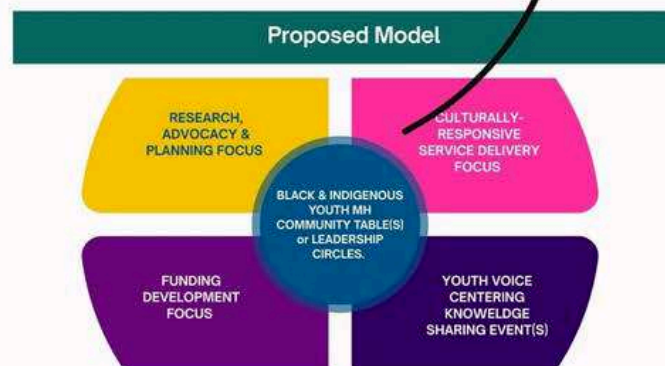 Proposed Model
RESEARCH,
ADVOCACY &
PLANNING FOCUS
CULTURALLY-
RESPONSIVE
SERVICE DELIVERY
FOCUS
BLACK & INDIGENOUS
YOUTH MH
COMMUNITY TABLE(S)
or LEADERSHIP
CIRCLES.
FUNDING
DEVELOPMENT
FOCUS
YOUTH VOICE
CENTERING
KNOWELDGE
SHARING EVENT(S)